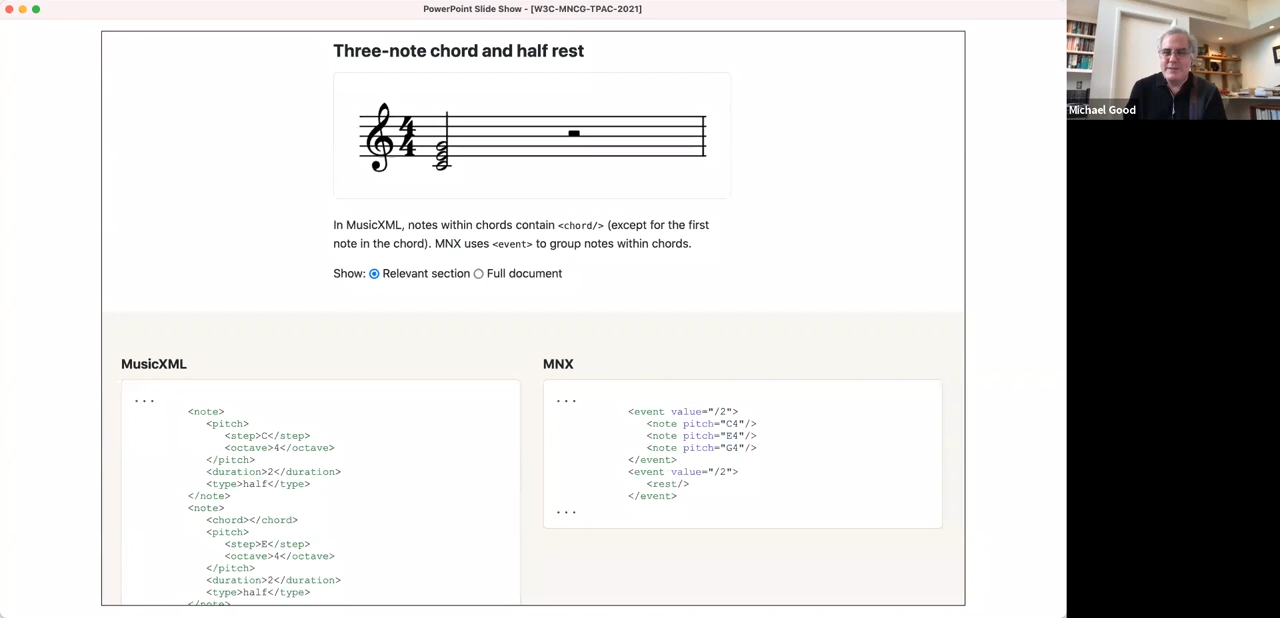 PowerPoint Slide Show - [W3C-MNCG-TPAC-2021]
Three-note chord and half rest
In MusicXML, notes within chords contain <chord/> (except for the first
note in the chord). MNX uses <event> to group notes within chords.
Show: Relevant section Full document
MusicXML
...
<note>
<pitch>
<step>C</step>
<octave>4</octave>
</pitch>
<duration>2</duration>
<type>half</type>
</note>
<note>
<chord></chord>
<pitch>
<step>E</step>
<octave>4</octave>
</pitch>
<duration>2</duration>
<type>half</type>
</note>
MNX
...
<event value="/2">
<note pitch="C4"/>
<note pitch="E4"/>
<note pitch="G4"/>
</event>
<event value="/2">
<rest/>
</event>
...
Michael Good